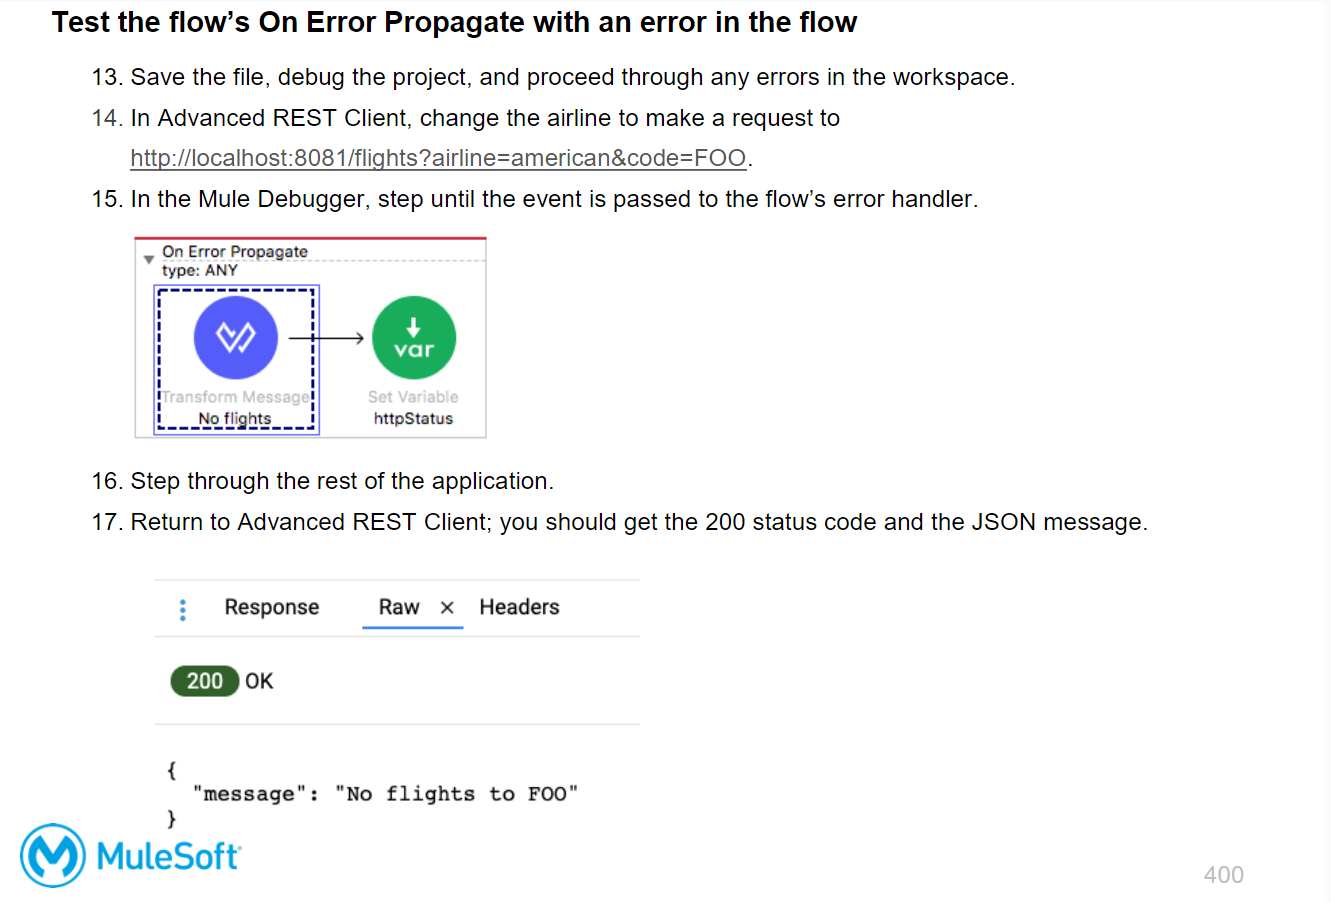 Test the flow’s On Error Propagate with an error in the flow
13. Save the file, debug the project, and proceed through any errors in the workspace.
14. In Advanced REST Client, change the airline to make a request to
http://localhost:8081/flights?airline=american&code=FOO.
15. In the Mule Debugger, step until the event is passed to the flow’s error handler.
On Error Propagate
type: ANY
var
Transform Message
Set Variable
No flights
httpStatus
16. Step through the rest of the application.
17. Return to Advanced REST Client; you should get the 200 status code and the JSON message.
Response Raw × Headers
200 OK
{
"message": "No flights to FOO"
}
MuleSoft
400